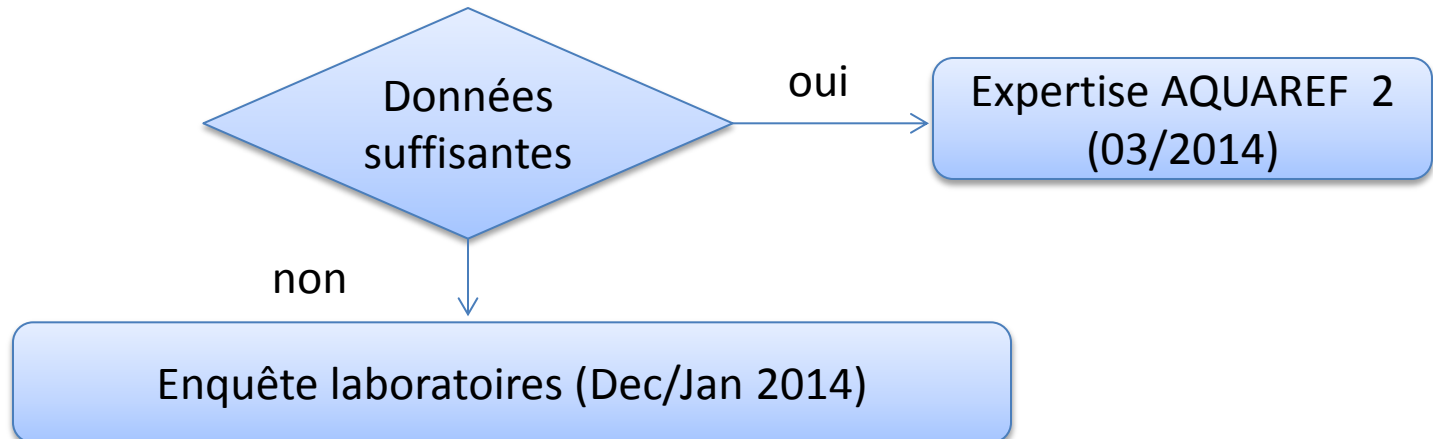 Données
suffisantes
oui
Expertise AQUAREF 2
(03/2014)
non
Enquête laboratoires (Dec/Jan 2014)